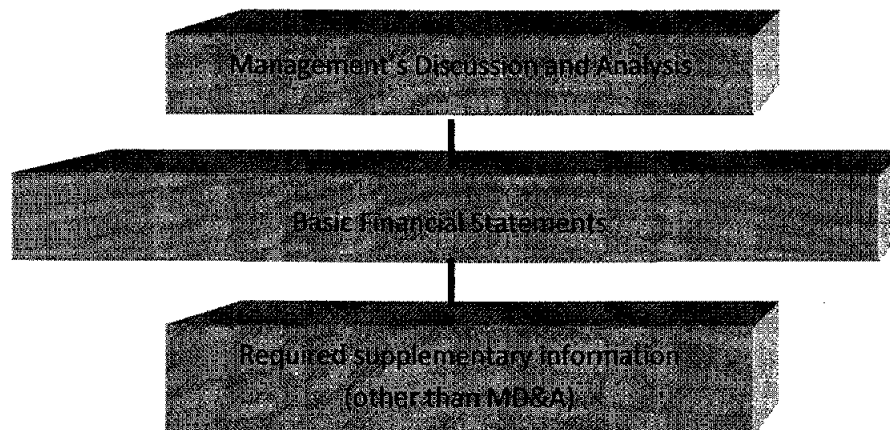 Management's Discussion and Analysis
Basic Financial Statements
Required supplementary information
(other than MD&A)